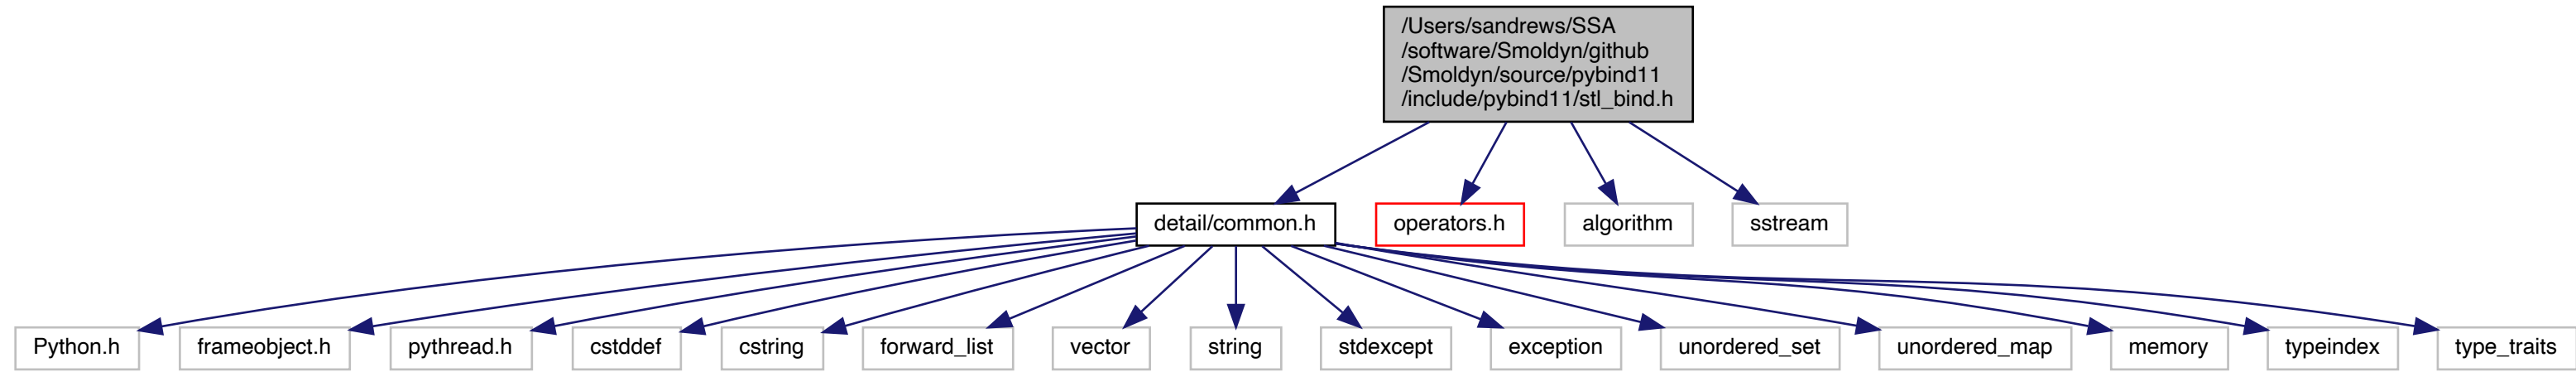 /Users/sandrews/SSA
/software/Smoldyn/github
/Smoldyn/source/pybind11
/include/pybind11/stl_bind.h
detail/common.h
operators.h
algorithm
sstream
Python.h
frameobject.h
pythread.h
cstddef
cstring
forward_list
vector
string
stdexcept
exception
unordered_set
unordered_map
memory
typeindex
type_traits